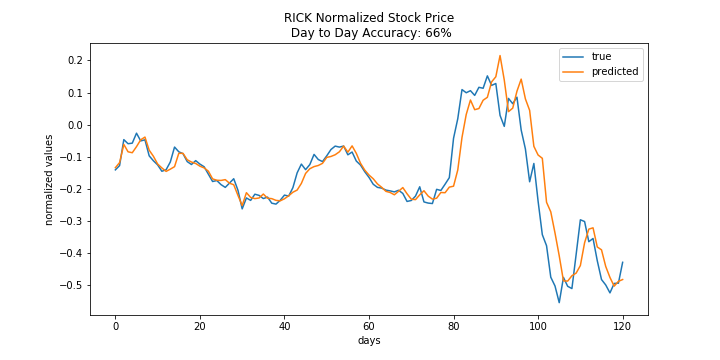 RICK Normalized Stock Price
Day to Day Accuracy: 66%
true
predicted
normalized values
0.2
0.1
0.0
−0.1
−0.2
−0.3
−0.4
−0.5
0 20 40 60 80 100 120
days